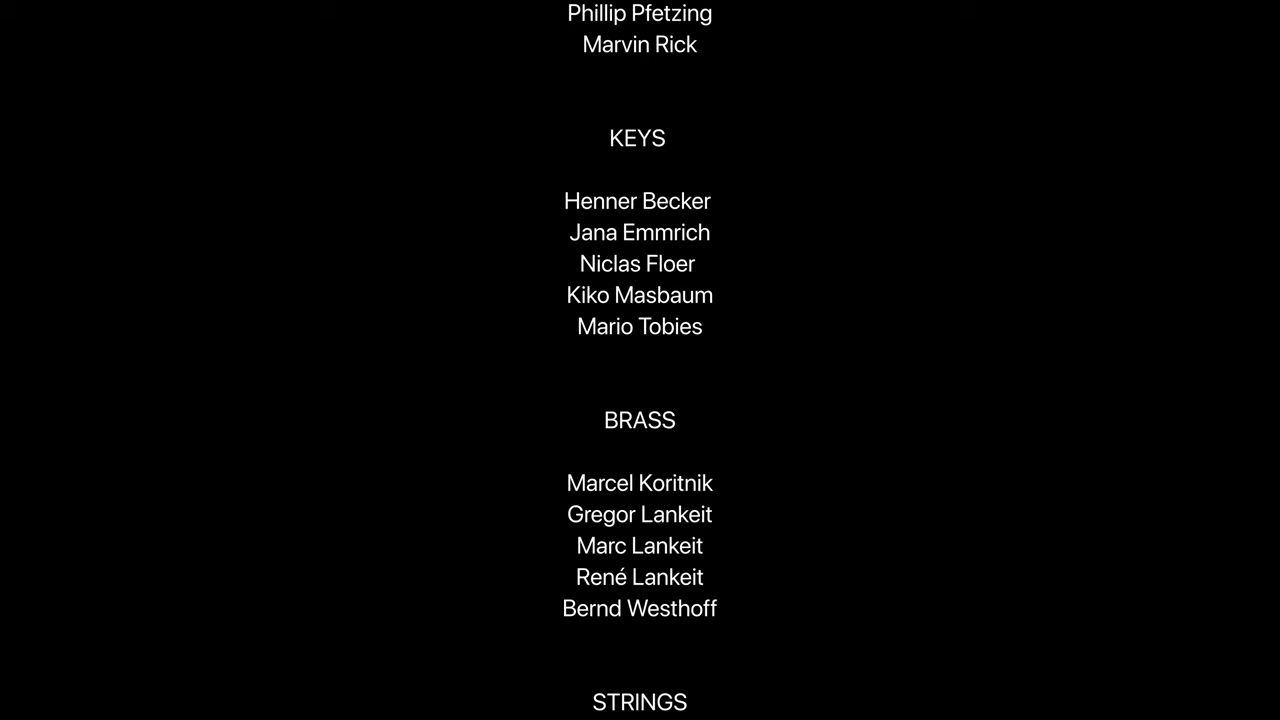 Phillip Pfetzing
Marvin Rick
KEYS
Henner Becker
Jana Emmrich
Niclas Floer
Kiko Masbaum
Mario Tobies
BRASS
Marcel Koritnik
Gregor Lankeit
Marc Lankeit
René Lankeit
Bernd Westhoff
STRINGS